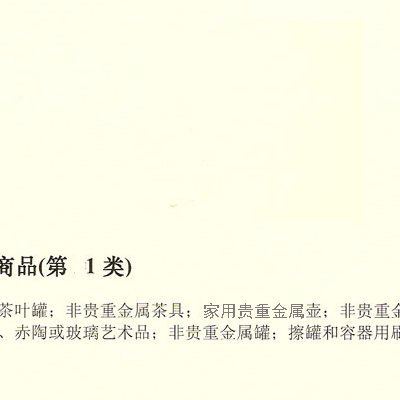 商品(第 1 类)
茶叶罐；非贵重金属茶具；家用贵重金属壶；非贵重金
、赤陶或玻璃艺术品；非贵重金属罐；擦罐和容器用刷